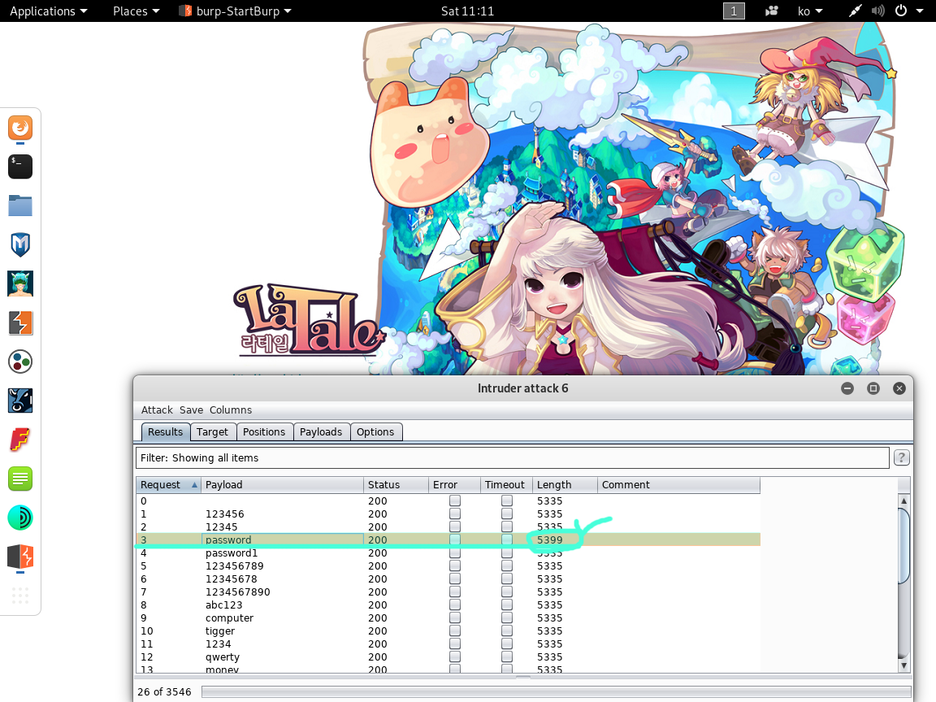 Applications Places burp-StartBurp Sat 11:11 1 ko
LaTale
라테일
Intruder attack 6
Attack Save Columns
Results Target Positions Payloads Options
Filter: Showing all items ?
Request Payload Status Error Timeout Length Comment
0 200 5335
1 123456 200 5335
2 12345 200 5335
3 password 200 5399
4 password1 200 5335
5 123456789 200 5335
6 12345678 200 5335
7 1234567890 200 5335
8 abc123 200 5335
9 computer 200 5335
10 tigger 200 5335
11 1234 200 5335
12 qwerty 200 5335
13 money 200 5335
26 of 3546